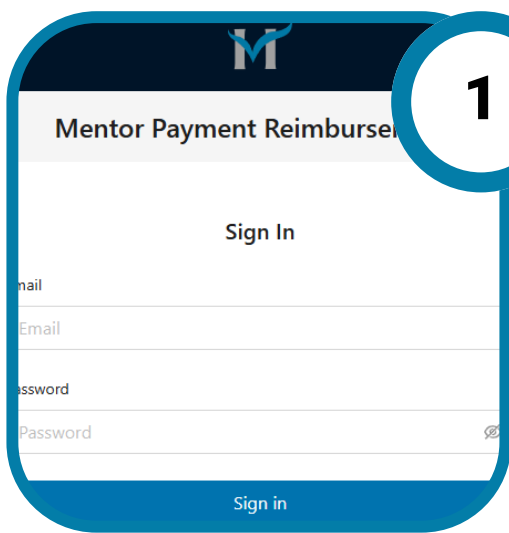 1
Mentor Payment Reimburse
Sign In
mail
Email
assword
Password
Sign in